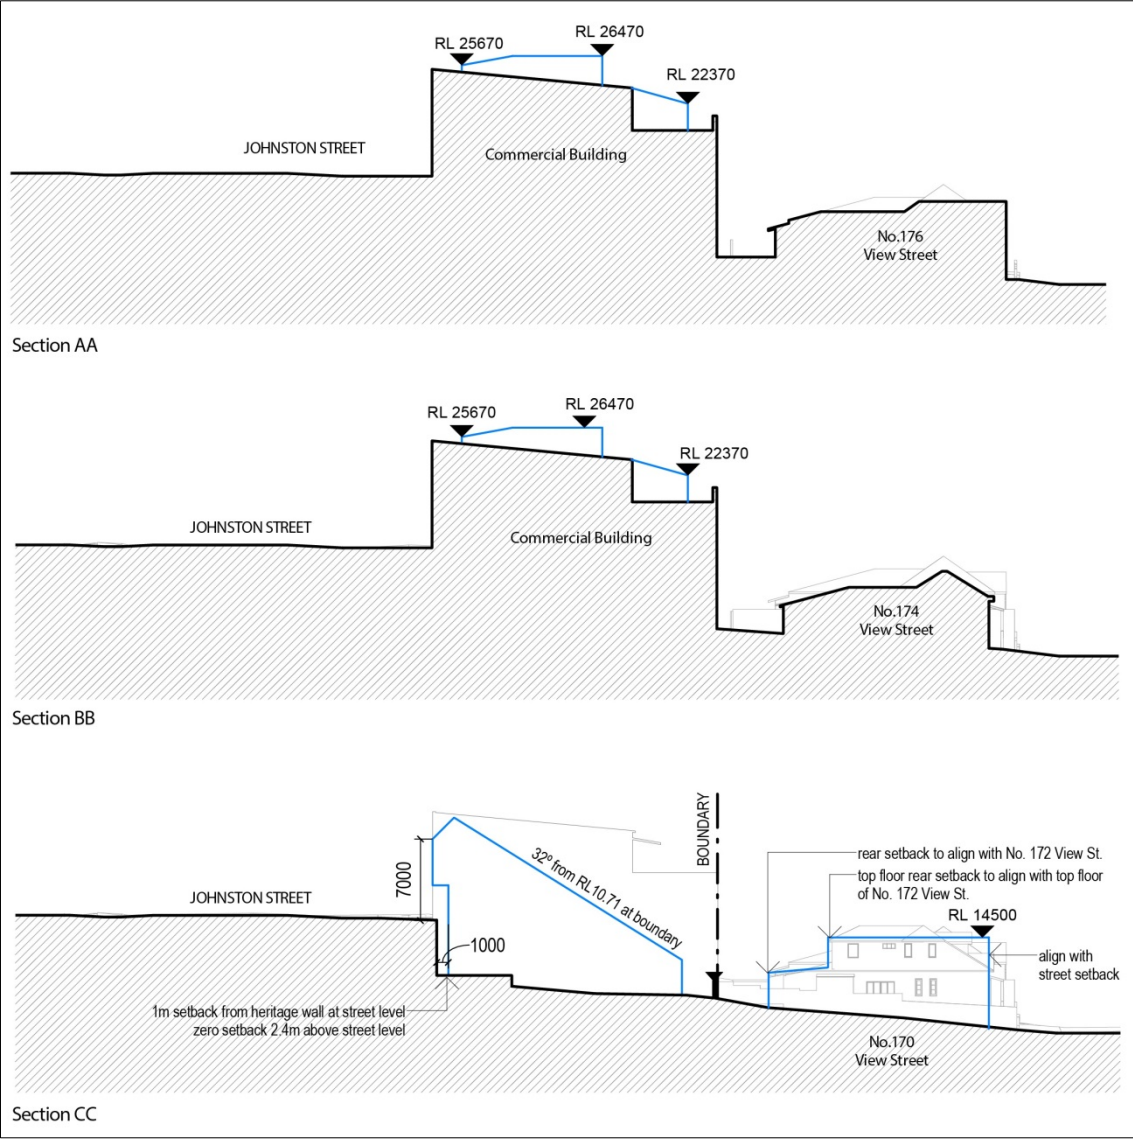 RL 26470
RL 25670
RL 22370
JOHNSTON STREET
Commercial Building
No.176
View Street
Section AA
RL 26470
RL 25670
RL 22370
JOHNSTON STREET
Commercial Building
No.174
View Street
Section BB
BOUNDARY
32º from RL10.71 at boundary
7000
JOHNSTON STREET
1000
1m setback from heritage wall at street level
zero setback 2.4m above street level
rear setback to align with No. 172 View St.
top floor rear setback to align with top floor
of No. 172 View St.
RL 14500
align with
street setback
No.170
View Street
Section CC